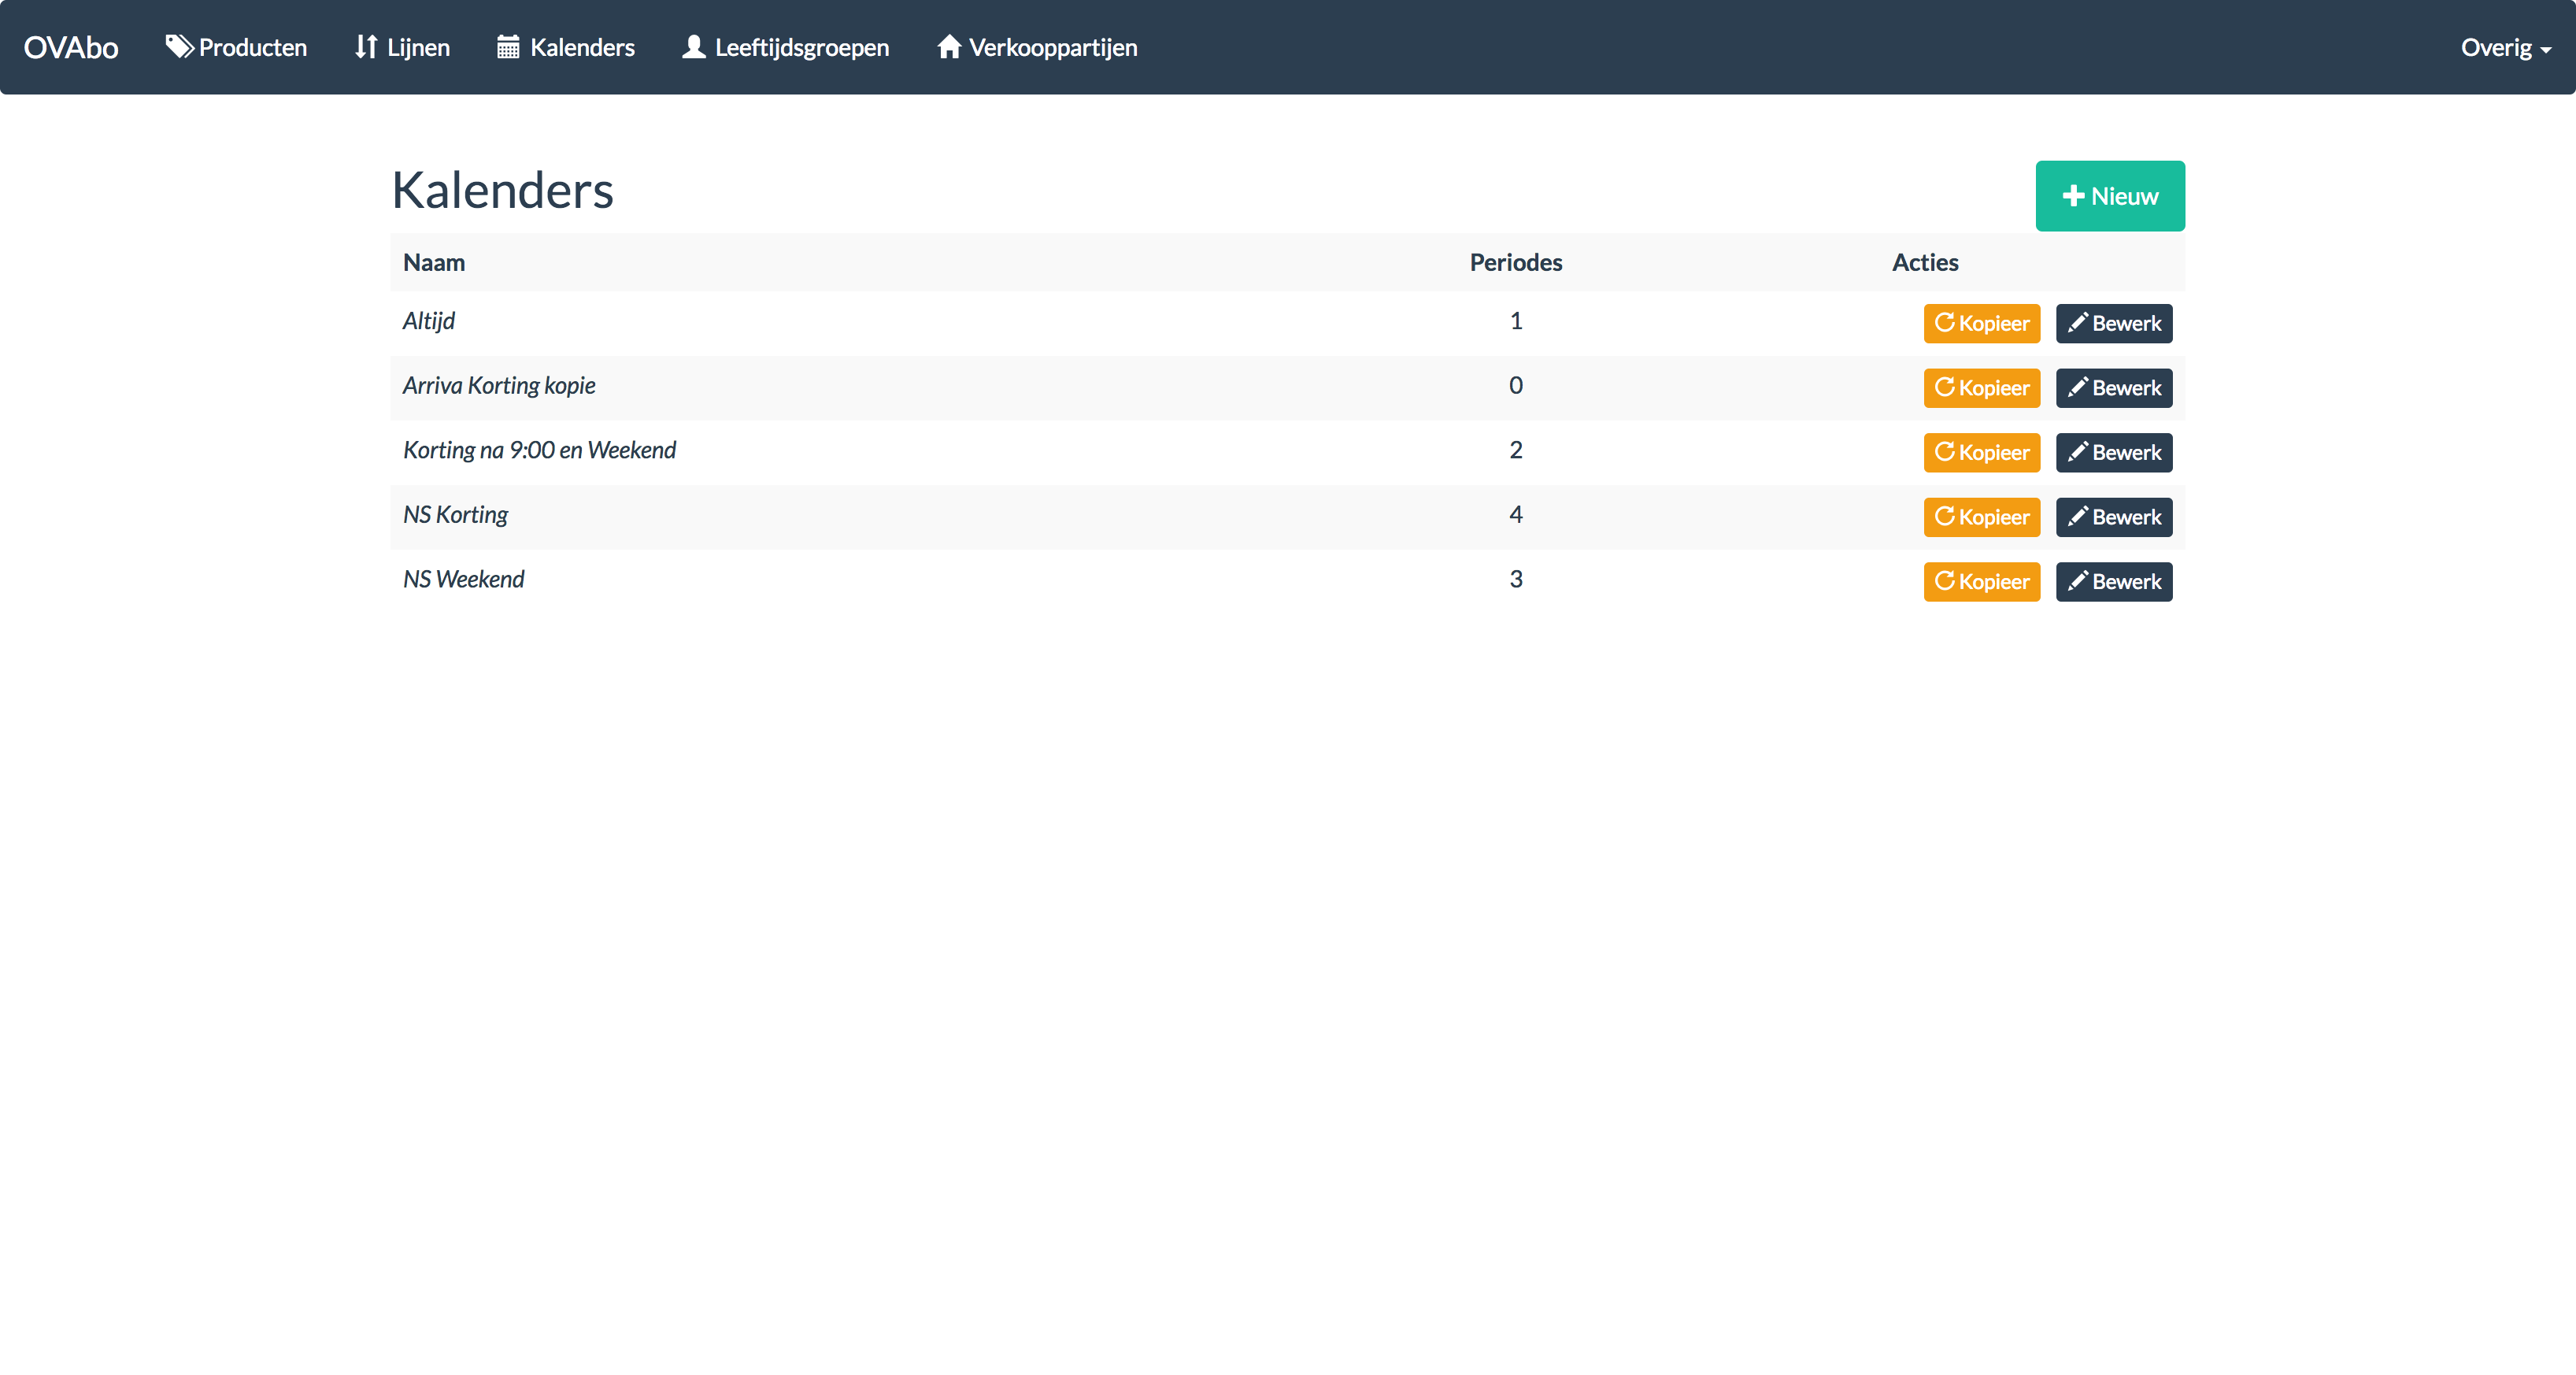 OVAbo Producten Lijnen Kalenders Leeftijdsgroepen Verkooppartijen Overig
Kalenders Nieuw
Naam Periodes Acties
Altijd 1 Kopieer Bewerk
Arriva Korting kopie 0 Kopieer Bewerk
Korting na 9:00 en Weekend 2 Kopieer Bewerk
NS Korting 4 Kopieer Bewerk
NS Weekend 3 Kopieer Bewerk